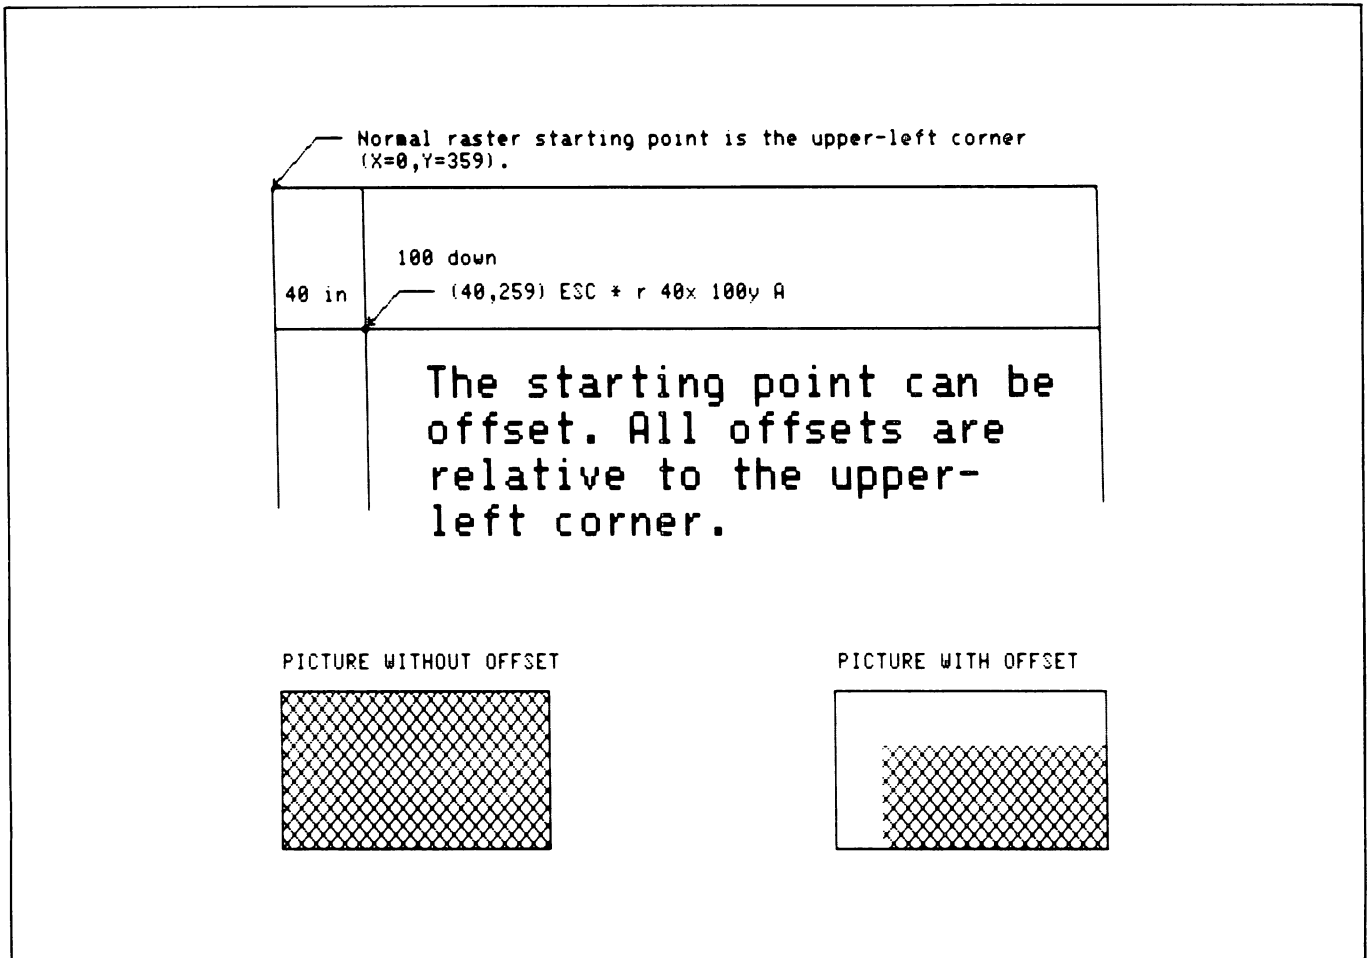 Normal raster starting point is the upper-left corner
(X=0,Y=359).
100 down
40 in
(40,259) ESC * r 40x 100y A
The starting point can be
offset. All offsets are
relative to the upper-
left corner.
PICTURE WITHOUT OFFSET
PICTURE WITH OFFSET